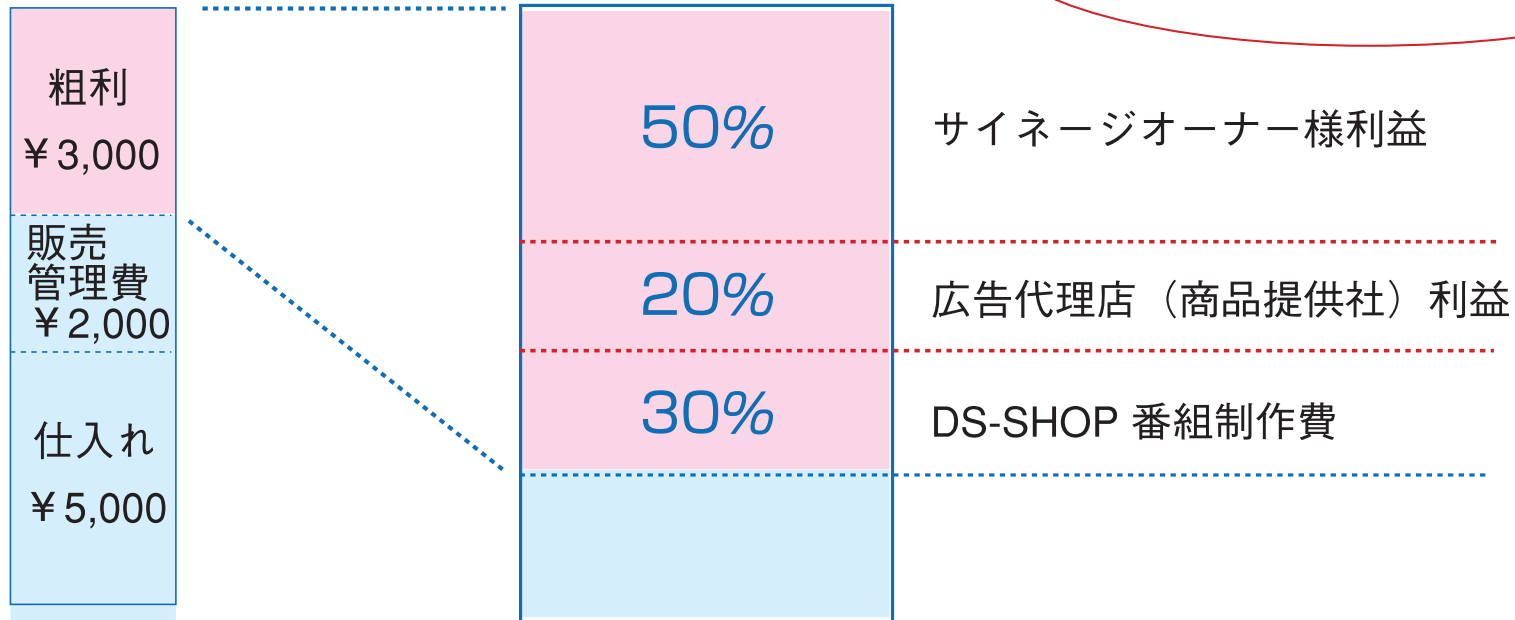 粗利
¥3,000
販売
管理費
¥2,000
仕入れ
¥5,000
50%
サイネージオーナー様利益
20%
広告代理店（商品提供社）利益
30%
DS-SHOP 番組制作費